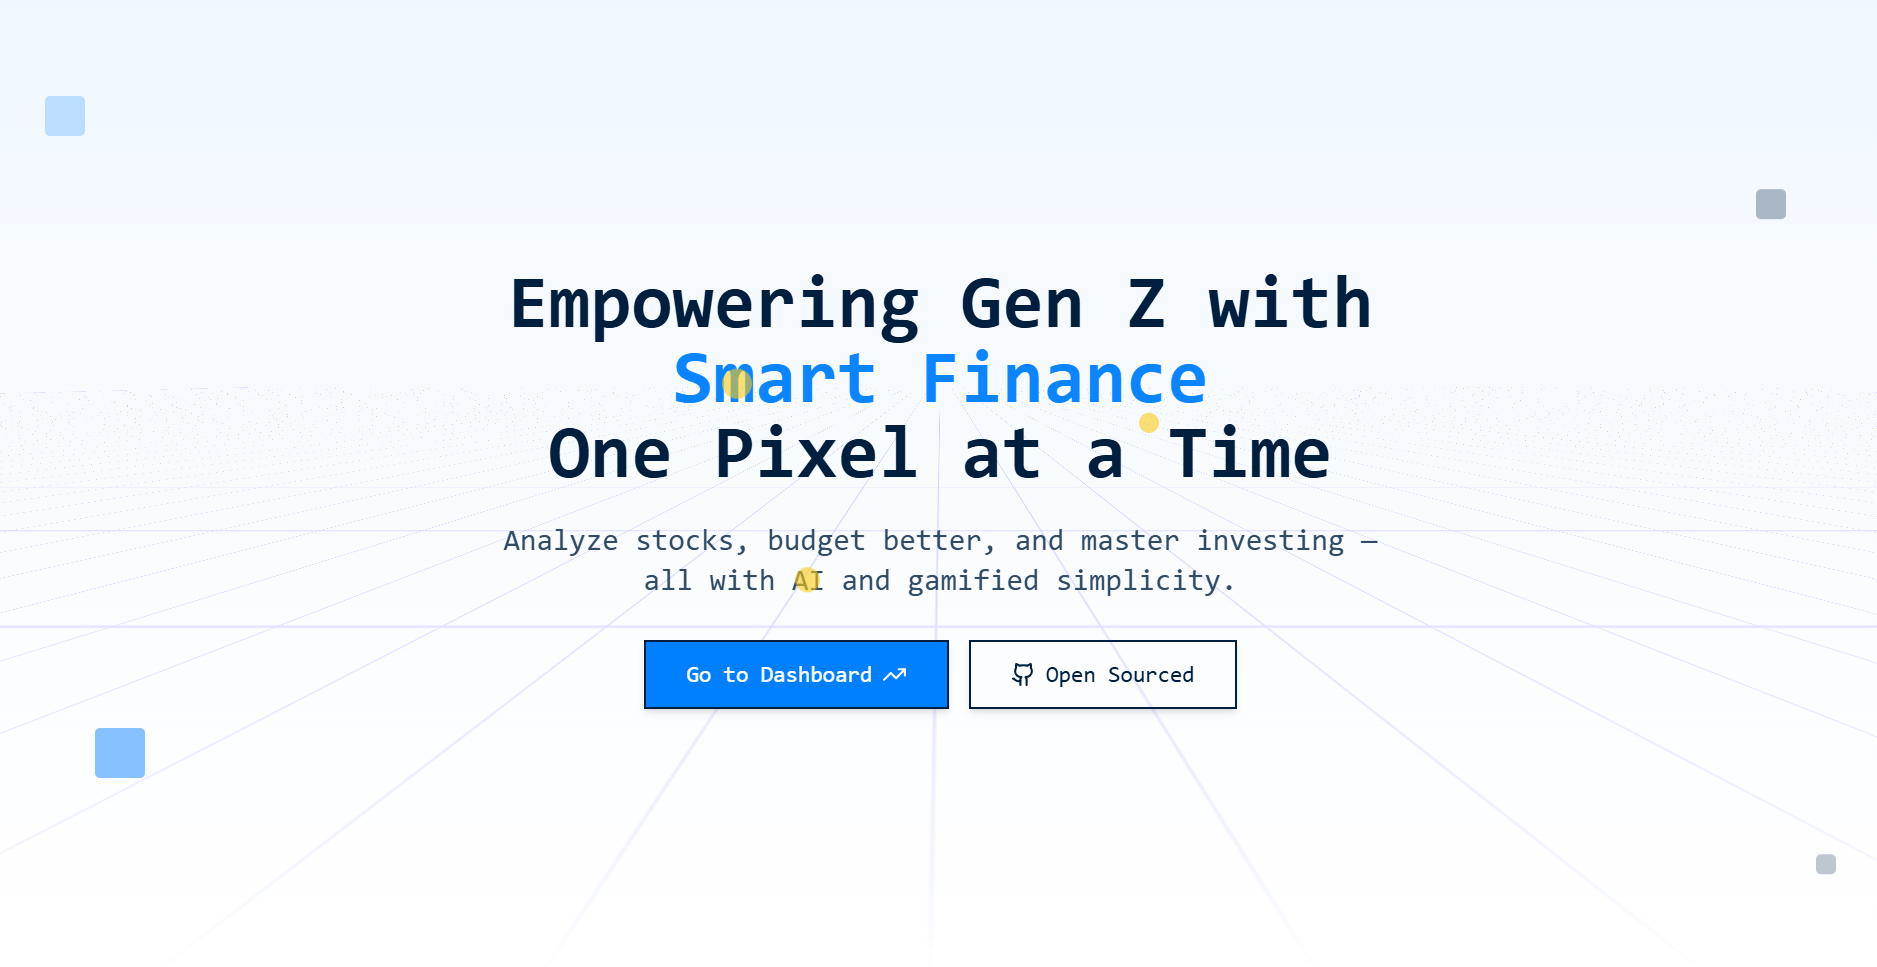 Empowering Gen Z with
Smart Finance
One Pixel at a Time
Analyze stocks, budget better, and master investing —
all with AI and gamified simplicity.
Go to Dashboard
Open Sourced